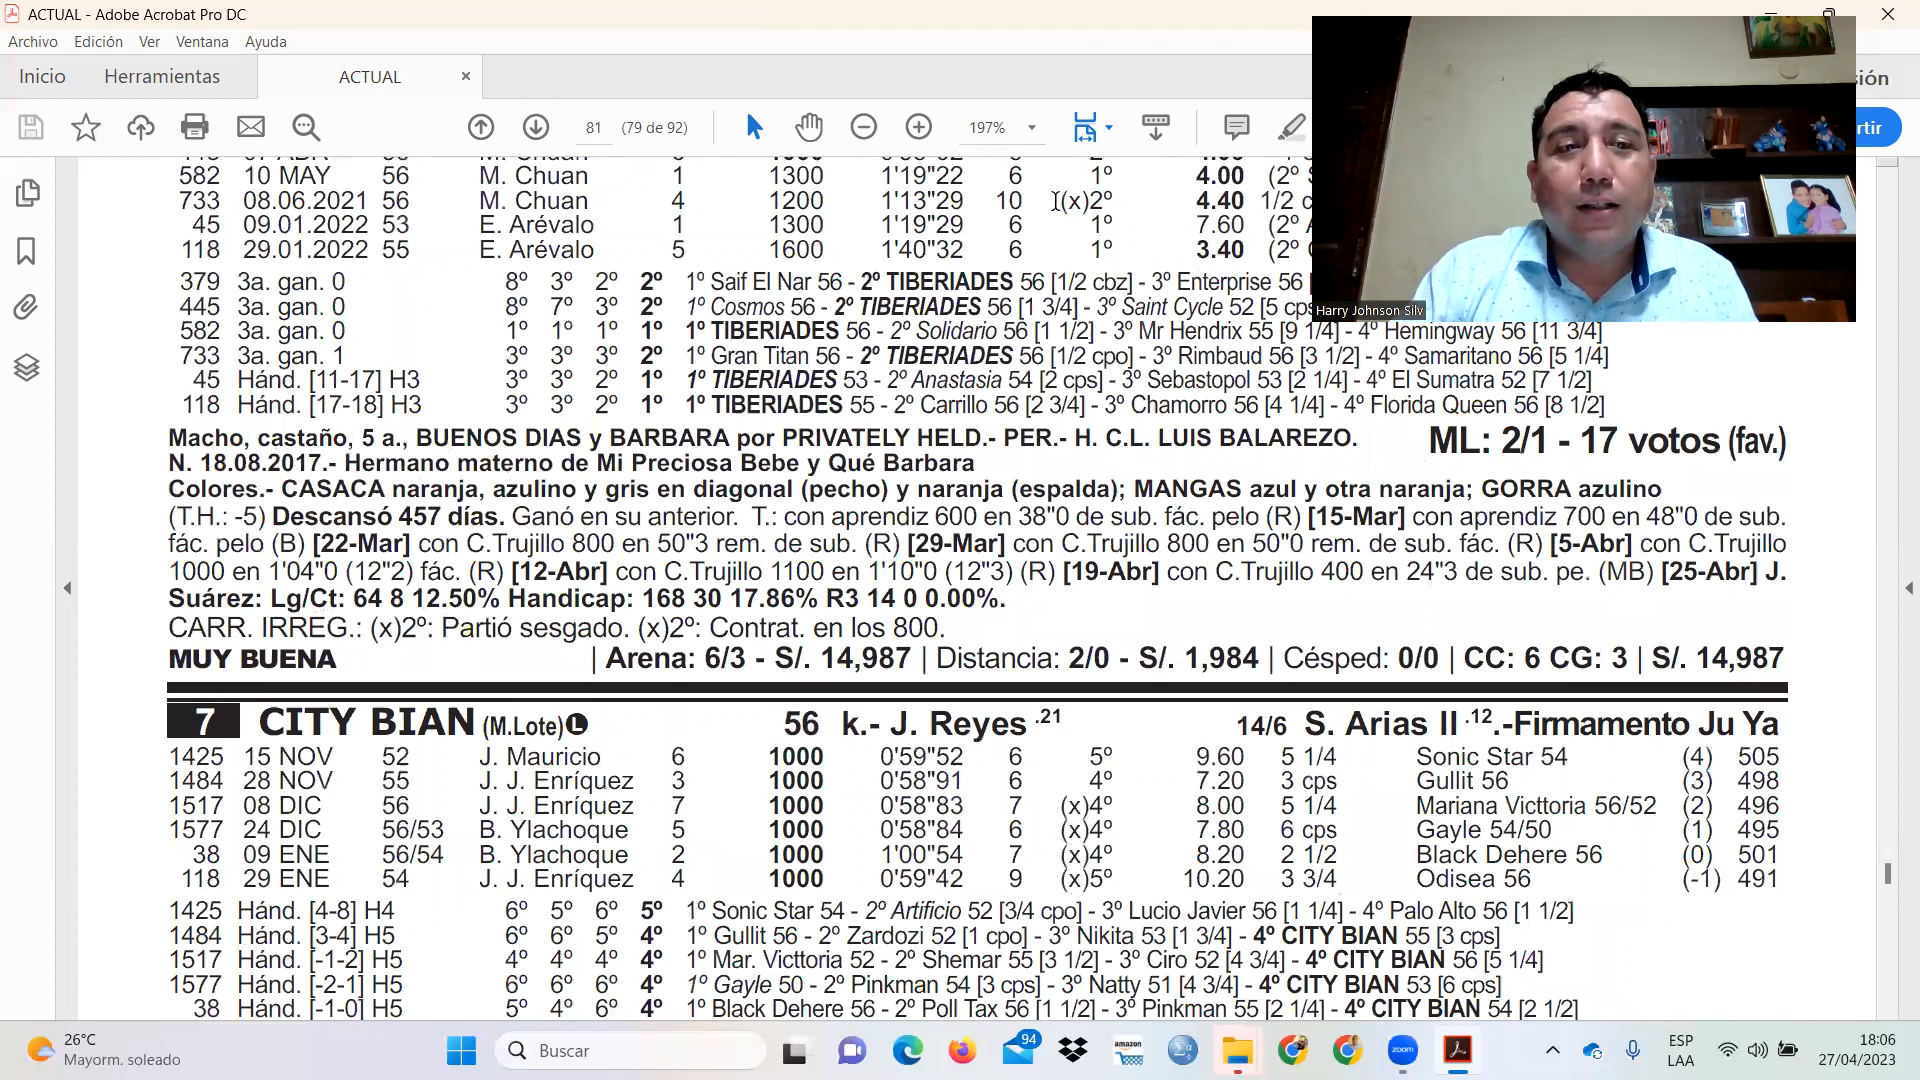 ACTUAL - Adobe Acrobat Pro DC
Archivo Edición Ver Ventana Ayuda
Inicio Herramientas ACTUAL
81 (79 de 92) 197%
582 10 MAY 56 M. Chuan 1 1300 1'19"22 6 1º 4.00 (2º
733 08.06.2021 56 M. Chuan 4 1200 1'13"29 10 (x)2º 4.40 1/2
45 09.01.2022 53 E. Arévalo 1 1300 1'19"29 6 1º 7.60 (2º
118 29.01.2022 55 E. Arévalo 5 1600 1'40"32 6 1º 3.40 (2º
379 3a. gan. 0 8º 3º 2º 2º 1º Saif El Nar 56 - 2º TIBERIADES 56 [1/2 cbz] - 3º Enterprise 56
445 3a. gan. 0 8º 7º 3º 2º 1º Cosmos 56 - 2º TIBERIADES 56 [1 3/4] - 3º Saint Cycle 52 [5 cps
Harry Johnson Silv
582 3a. gan. 0 1º 1º 1º 1º 1º TIBERIADES 56 - 2º Solidario 56 [1 1/2] - 3º Mr Hendrix 55 [9 1/4] - 4º Hemingway 56 [11 3/4]
733 3a. gan. 1 3º 3º 3º 2º 1º Gran Titan 56 - 2º TIBERIADES 56 [1/2 cpo] - 3º Rimbaud 56 [3 1/2] - 4º Samaritano 56 [5 1/4]
45 Hánd. [11-17] H3 3º 3º 2º 1º 1º TIBERIADES 53 - 2º Anastasia 54 [2 cps] - 3º Sebastopol 53 [2 1/4] - 4º El Sumatra 52 [7 1/2]
118 Hánd. [17-18] H3 3º 3º 2º 1º 1º TIBERIADES 55 - 2º Carrillo 56 [2 3/4] - 3º Chamorro 56 [4 1/4] - 4º Florida Queen 56 [8 1/2]
Macho, castaño, 5 a., BUENOS DIAS y BARBARA por PRIVATELY HELD.- PER.- H. C.L. LUIS BALAREZO. ML: 2/1 - 17 votos (fav.)
N. 18.08.2017.- Hermano materno de Mi Preciosa Bebe y Qué Barbara
Colores.- CASACA naranja, azulino y gris en diagonal (pecho) y naranja (espalda); MANGAS azul y otra naranja; GORRA azulino
(T.H.: -5) Descansó 457 días. Ganó en su anterior. T.: con aprendiz 600 en 38"0 de sub. fác. pelo (R) [15-Mar] con aprendiz 700 en 48"0 de sub.
fác. pelo (B) [22-Mar] con C.Trujillo 800 en 50"3 rem. de sub. (R) [29-Mar] con C.Trujillo 800 en 50"0 rem. de sub. fác. (R) [5-Abr] con C.Trujillo
1000 en 1'04"0 (12"2) fác. (R) [12-Abr] con C.Trujillo 1100 en 1'10"0 (12"3) (R) [19-Abr] con C.Trujillo 400 en 24"3 de sub. pe. (MB) [25-Abr] J.
Suárez: Lg/Ct: 64 8 12.50% Handicap: 168 30 17.86% R3 14 0 0.00%.
CARR. IRREG.: (x)2º: Partió sesgado. (x)2º: Contrat. en los 800.
MUY BUENA | Arena: 6/3 - S/. 14,987 | Distancia: 2/0 - S/. 1,984 | Césped: 0/0 | CC: 6 CG: 3 | S/. 14,987
7 CITY BIAN (M.Lote) L 56 k.- J. Reyes .21 14/6 S. Arias II .12.-Firmamento Ju Ya
1425 15 NOV 52 J. Mauricio 6 1000 0'59"52 6 5º 9.60 5 1/4 Sonic Star 54 (4) 505
1484 28 NOV 55 J. J. Enríquez 3 1000 0'58"91 6 4º 7.20 3 cps Gullit 56 (3) 498
1517 08 DIC 56 J. J. Enríquez 7 1000 0'58"83 7 (x)4º 8.00 5 1/4 Mariana Victtoria 56/52 (2) 496
1577 24 DIC 56/53 B. Ylachoque 5 1000 0'58"84 6 (x)4º 7.80 6 cps Gayle 54/50 (1) 495
38 09 ENE 56/54 B. Ylachoque 2 1000 1'00"54 7 (x)4º 8.20 2 1/2 Black Dehere 56 (0) 501
118 29 ENE 54 J. J. Enríquez 4 1000 0'59"42 9 (x)5º 10.20 3 3/4 Odisea 56 (-1) 491
1425 Hánd. [4-8] H4 6º 5º 6º 5º 1º Sonic Star 54 - 2º Artificio 52 [3/4 cpo] - 3º Lucio Javier 56 [1 1/4] - 4º Palo Alto 56 [1 1/2]
1484 Hánd. [3-4] H5 6º 6º 5º 4º 1º Gullit 56 - 2º Zardozi 52 [1 cpo] - 3º Nikita 53 [1 3/4] - 4º CITY BIAN 55 [3 cps]
1517 Hánd. [-1-2] H5 4º 4º 4º 4º 1º Mar. Victtoria 52 - 2º Shemar 55 [3 1/2] - 3º Ciro 52 [4 3/4] - 4º CITY BIAN 56 [5 1/4]
1577 Hánd. [-2-1] H5 6º 6º 6º 4º 1º Gayle 50 - 2º Pinkman 54 [3 cps] - 3º Natty 51 [4 3/4] - 4º CITY BIAN 53 [6 cps]
38 Hánd. [-1-0] H5 5º 4º 6º 4º 1º Black Dehere 56 - 2º Poll Tax 56 [1 1/2] - 3º Pinkman 55 [2 1/4] - 4º CITY BIAN 54 [2 1/2]
26°C
Mayorm. soleado
Buscar
94
amazon
zoom
ESP
LAA
18:06
27/04/2023